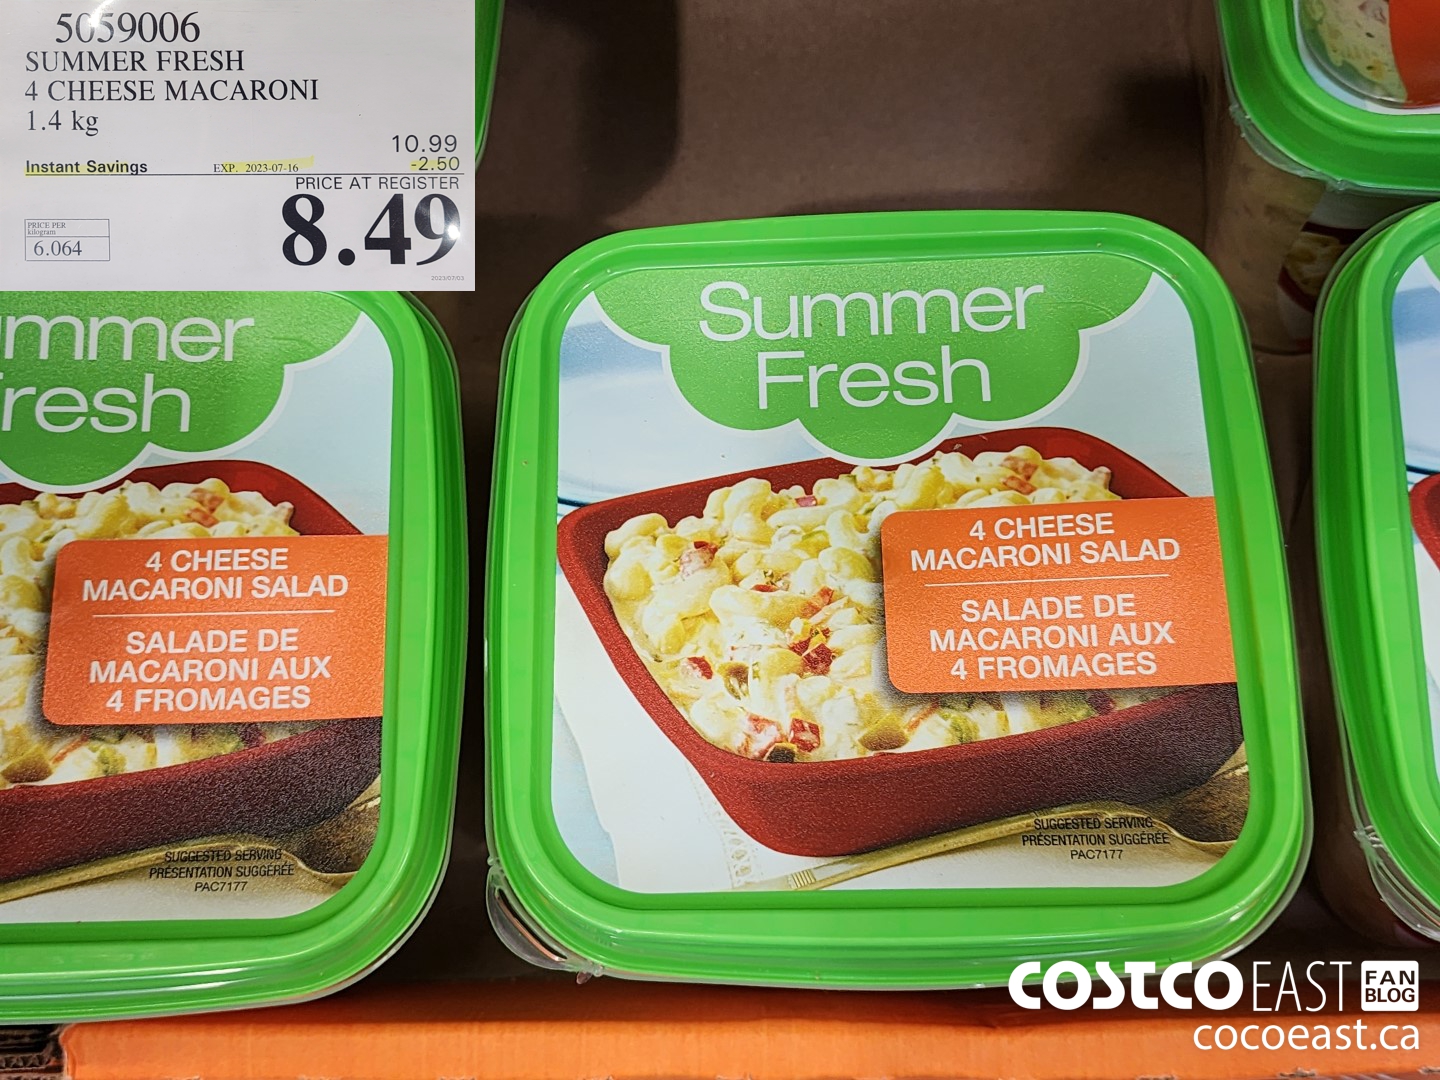 5059006
SUMMER FRESH
4 CHEESE MACARONI
1.4 kg
10.99
Instant Savings EXP. 2023-07-16 -2.50
PRICE AT REGISTER
8.49
PRICE PER
kilogram
6.064
2023/07/03
ummer
resh
4 CHEESE
MACARONI SALAD
SALADE DE
MACARONI AUX
4 FROMAGES
SUGGESTED SERVING
PRÉSENTATION SUGGÉRÉE
PAC7177
Summer
Fresh
4 CHEESE
MACARONI SALAD
SALADE DE
MACARONI AUX
4 FROMAGES
SUGGESTED SERVING
PRÉSENTATION SUGGÉRÉE
PAC7177
COSTCO EAST FAN BLOG
cocoeast.ca